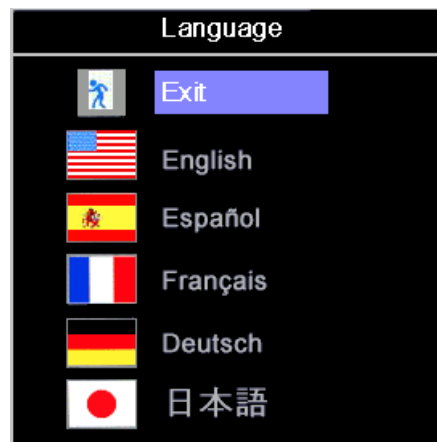 Language
Exit
English
Español
Français
Deutsch
日本語